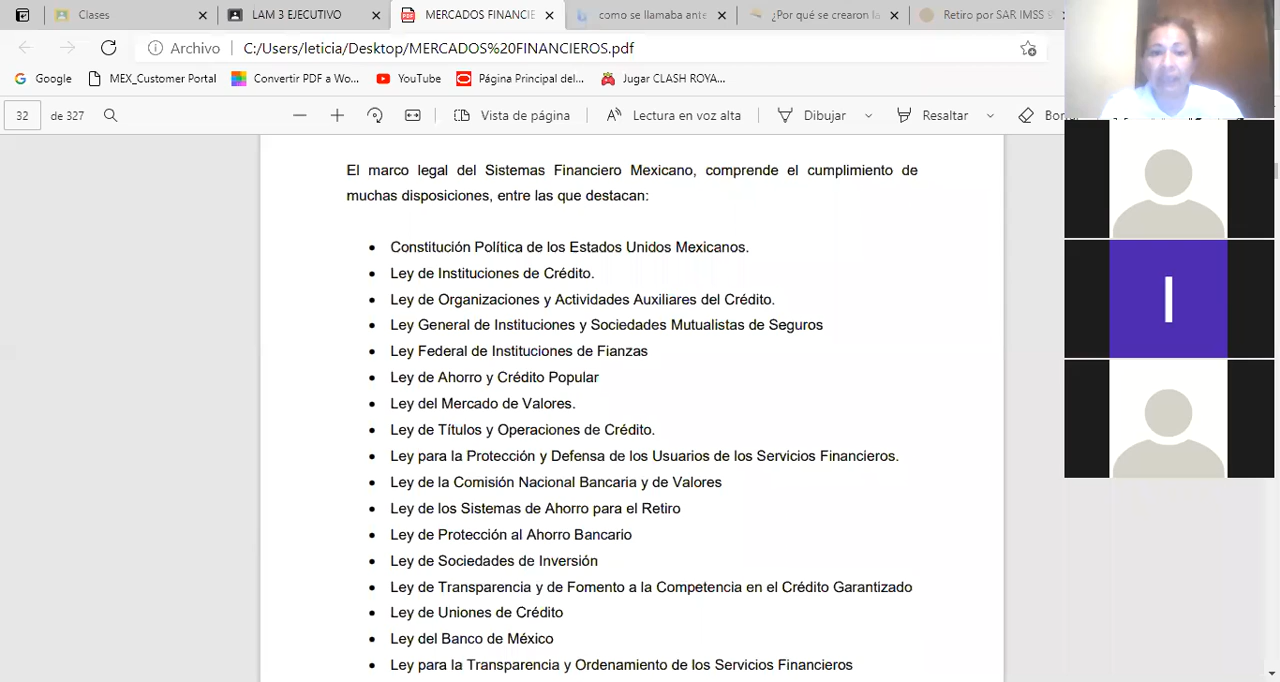 Clases
LAM 3 EJECUTIVO
MERCADOS FINANCIE
como se llamaba ante
¿Por qué se crearon la
Retiro por SAR IMSS
Archivo
C:/Users/leticia/Desktop/MERCADOS%20FINANCIEROS.pdf
Google
MEX_Customer Portal
Convertir PDF a Wo...
YouTube
Página Principal del...
Jugar CLASH ROYA...
32
de 327
Vista de página
Lectura en voz alta
Dibujar
Resaltar
El marco legal del Sistemas Financiero Mexicano, comprende el cumplimiento de
muchas disposiciones, entre las que destacan:
• Constitución Política de los Estados Unidos Mexicanos.
• Ley de Instituciones de Crédito.
• Ley de Organizaciones y Actividades Auxiliares del Crédito.
• Ley General de Instituciones y Sociedades Mutualistas de Seguros
• Ley Federal de Instituciones de Fianzas
• Ley de Ahorro y Crédito Popular
• Ley del Mercado de Valores.
• Ley de Títulos y Operaciones de Crédito.
• Ley para la Protección y Defensa de los Usuarios de los Servicios Financieros.
• Ley de la Comisión Nacional Bancaria y de Valores
• Ley de los Sistemas de Ahorro para el Retiro
• Ley de Protección al Ahorro Bancario
• Ley de Sociedades de Inversión
• Ley de Transparencia y de Fomento a la Competencia en el Crédito Garantizado
• Ley de Uniones de Crédito
• Ley del Banco de México
• Ley para la Transparencia y Ordenamiento de los Servicios Financieros
I